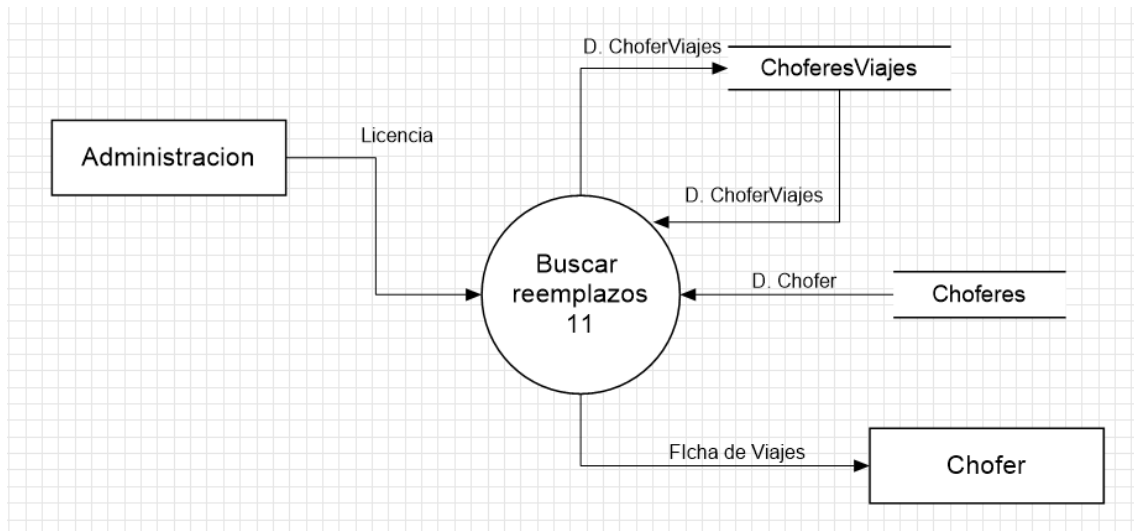 D. ChoferViajes
ChoferesViajes
Licencia
Administracion
D. ChoferViajes
Buscar
reemplazos
11
D. Chofer
Choferes
FIcha de Viajes
Chofer